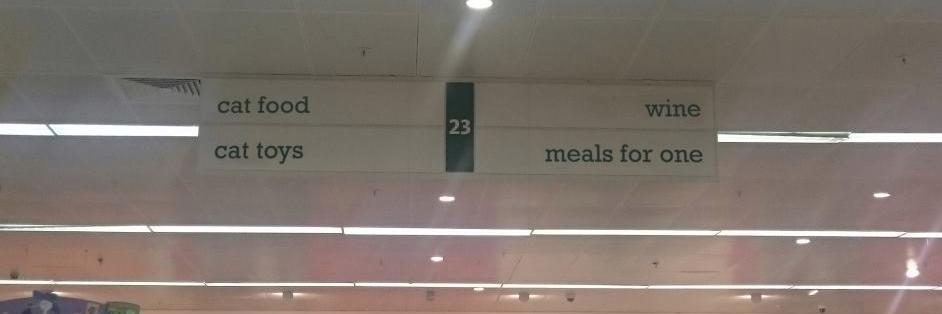 cat food
cat toys
23
wine
meals for one